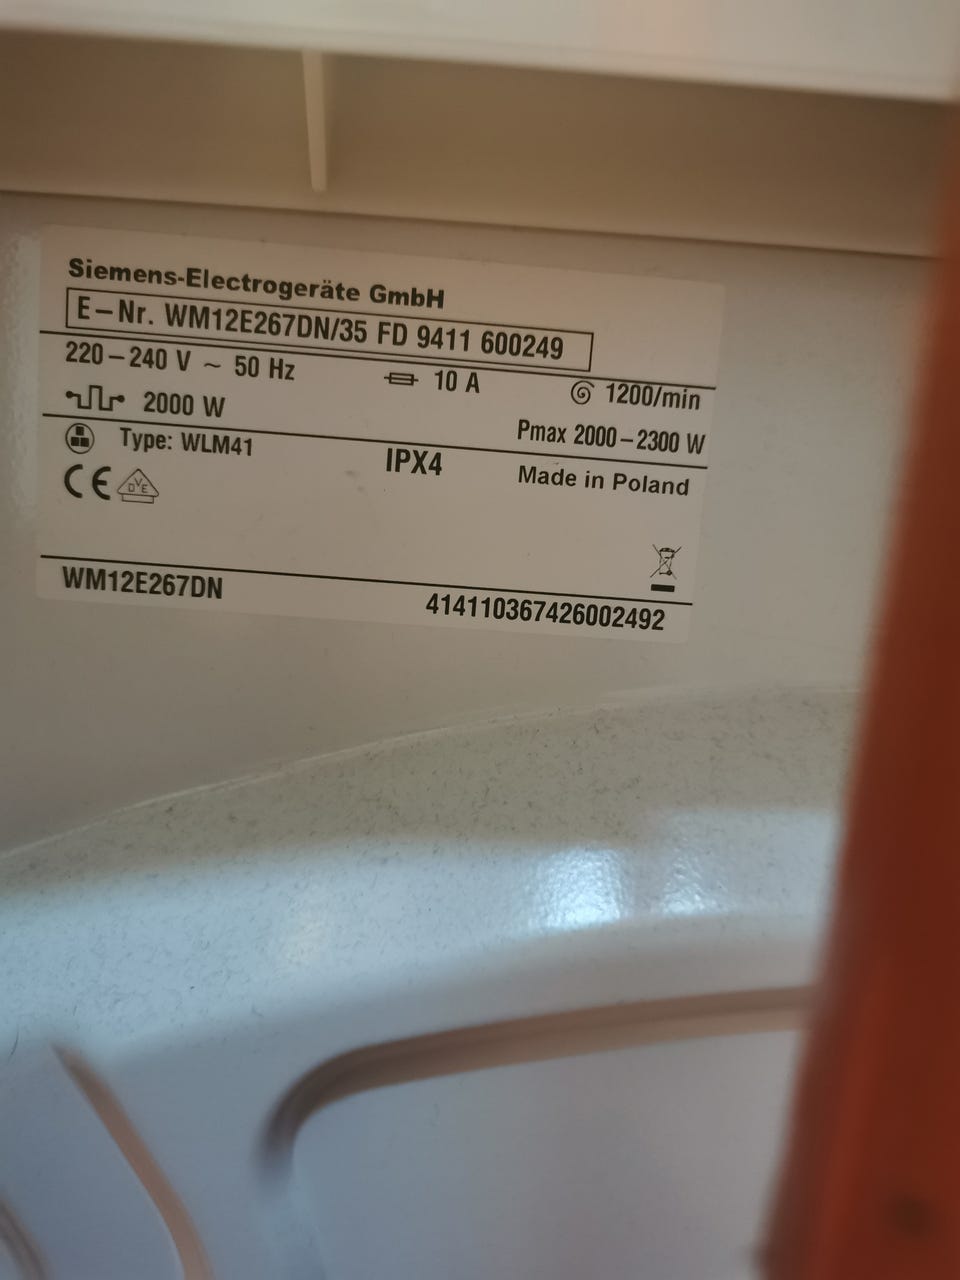 Siemens-Electrogeräte GmbH
E-Nr. WM12E267DN/35 FD 9411 600249
220-240 V ~ 50 Hz 10 A 1200/min
2000 W Pmax 2000-2300 W
Type: WLM41 IPX4 Made in Poland
CE DVE
WM12E267DN 414110367426002492